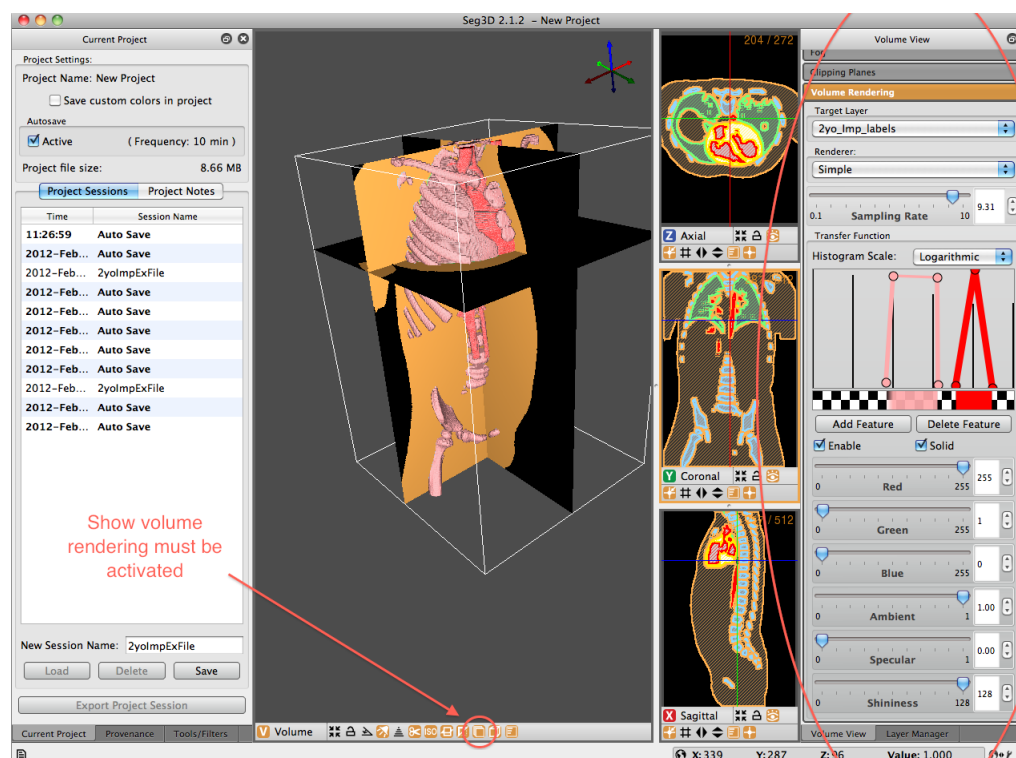 Seg3D 2.1.2 - New Project
Current Project
Project Settings:
Project Name: New Project
Save custom colors in project
Autosave
Active (Frequency: 10 min )
Project file size: 8.66 MB
Project Sessions Project Notes
Time Session Name
11:26:59 Auto Save
2012-Feb... Auto Save
2012-Feb... 2yoImpExFile
2012-Feb... Auto Save
2012-Feb... Auto Save
2012-Feb... Auto Save
2012-Feb... Auto Save
2012-Feb... Auto Save
2012-Feb... 2yoImpExFile
2012-Feb... Auto Save
2012-Feb... Auto Save
Show volume
rendering must be
activated
New Session Name: 2yoImpExFile
Load Delete Save
Export Project Session
Current Project Provenance Tools/Filters
V Volume
ISO
204 / 272
Z Axial
Y Coronal
/ 512
X Sagittal
Volume View
Fog
Clipping Planes
Volume Rendering
Target Layer
2yo_Imp_labels
Renderer:
Simple
0.1 Sampling Rate 10 9.31
Transfer Function
Histogram Scale: Logarithmic
Add Feature Delete Feature
Enable Solid
0 Red 255 255
0 Green 255 1
0 Blue 255 0
0 Ambient 1 1.00
0 Specular 1 0.00
0 Shininess 128 128
Volume View Layer Manager
X: 339 Y: 287 Z: 96 Value: 1.000